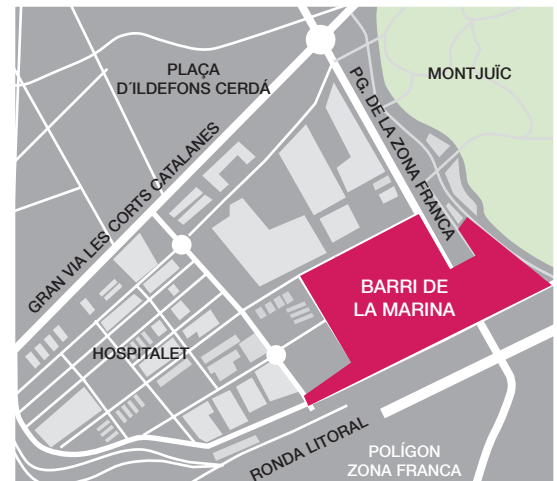 PLAÇA
D'ILDEFONS CERDÁ
MONTJUÏC
PG. DE LA ZONA FRANCA
GRAN VIA LES CORTS CATALANES
BARRI DE
LA MARINA
HOSPITALET
RONDA LITORAL
POLÍGON
ZONA FRANCA